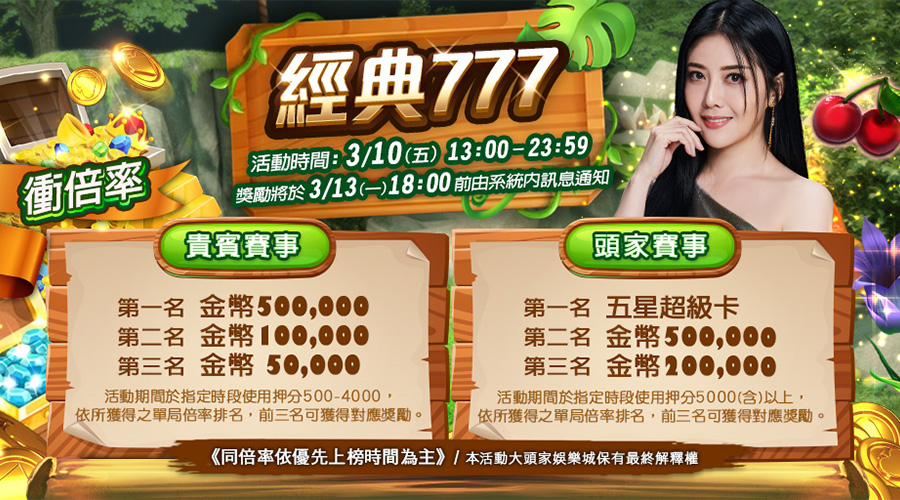 經典777
活動時間：3/10(五) 13:00-23:59
獎勵將於 3/13(一)18:00 前由系統內訊息通知
衝倍率
貴賓賽事
第一名 金幣500,000
第二名 金幣100,000
第三名 金幣 50,000
活動期間於指定時段使用押分500-4000，
依所獲得之單局倍率排名，前三名可獲得對應獎勵。
頭家賽事
第一名 五星超級卡
第二名 金幣500,000
第三名 金幣200,000
活動期間於指定時段使用押分5000(含)以上，
依所獲得之單局倍率排名，前三名可獲得對應獎勵。
《同倍率依優先上榜時間為主》/ 本活動大頭家娛樂城保有最終解釋權